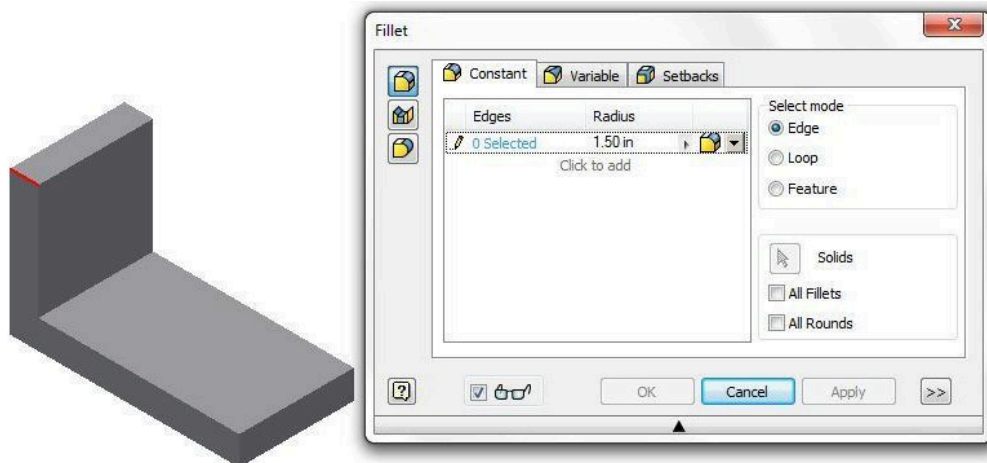 Fillet
Constant Variable Setbacks
Edges Radius
0 Selected 1.50 in
Click to add
Select mode
Edge
Loop
Feature
Solids
All Fillets
All Rounds
OK Cancel Apply >>